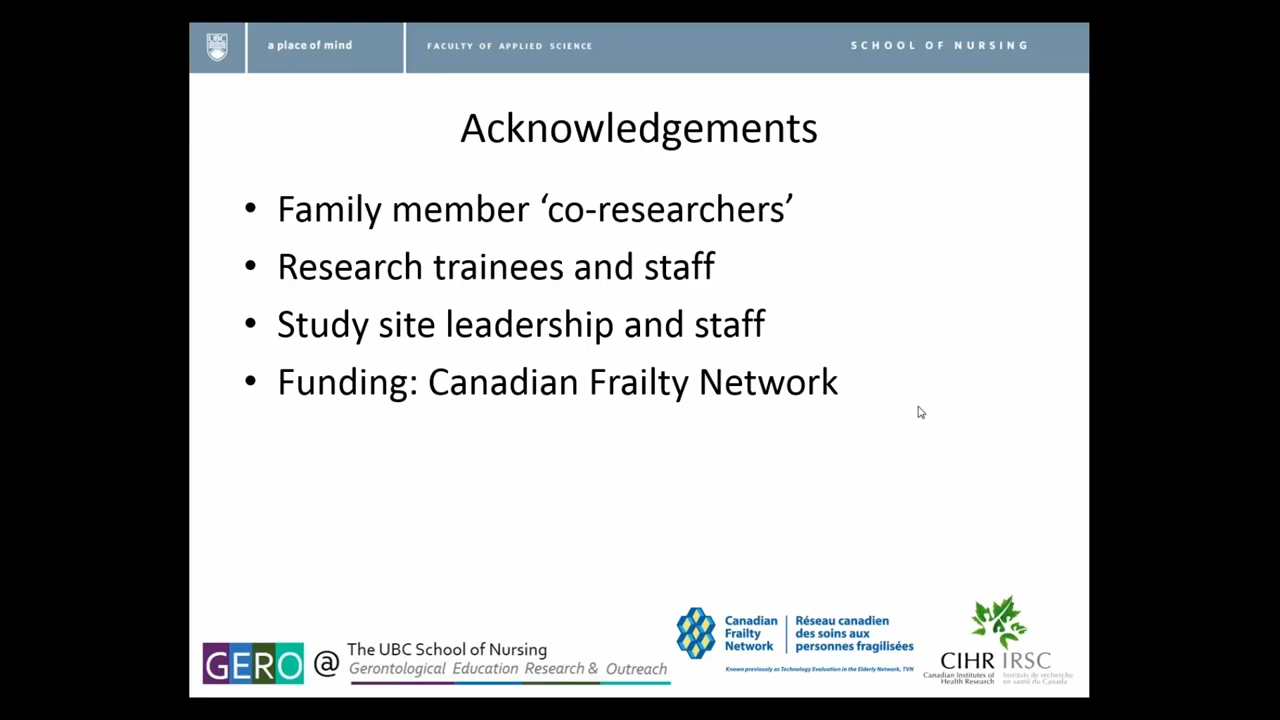 UBC
a place of mind
FACULTY OF APPLIED SCIENCE
SCHOOL OF NURSING
Acknowledgements
• Family member ‘co-researchers’
• Research trainees and staff
• Study site leadership and staff
• Funding: Canadian Frailty Network
GERO @ The UBC School of Nursing
Gerontological Education Research & Outreach
Canadian
Frailty
Network
Réseau canadien
des soins aux
personnes fragilisées
Known previously as Technology Evaluation in the Elderly Network, TVN
CIHR IRSC
Canadian Institutes of
Health Research
Instituts de recherche
en santé du Canada